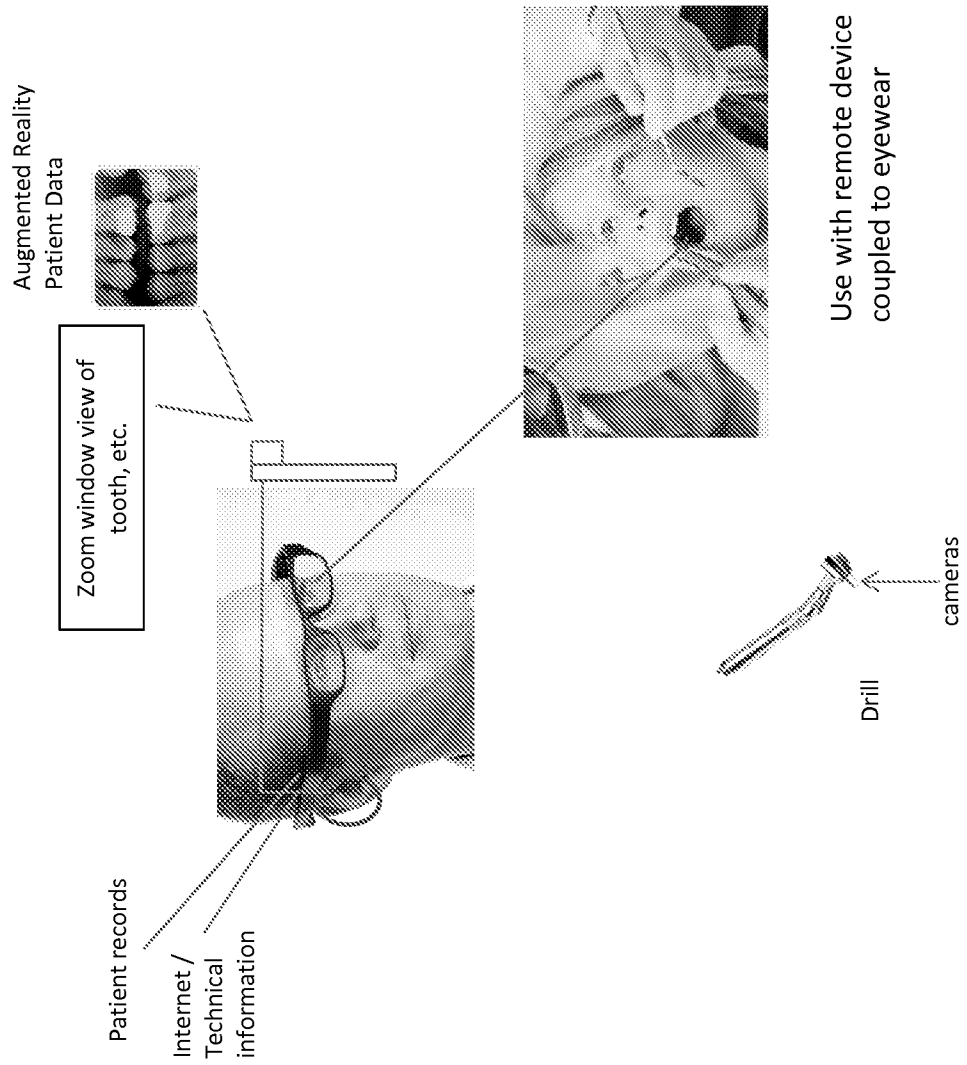 Augmented Reality
Patient Data
Zoom window view of
tooth, etc.
Patient records
Internet /
Technical
information
Use with remote device
coupled to eyewear
Drill
cameras